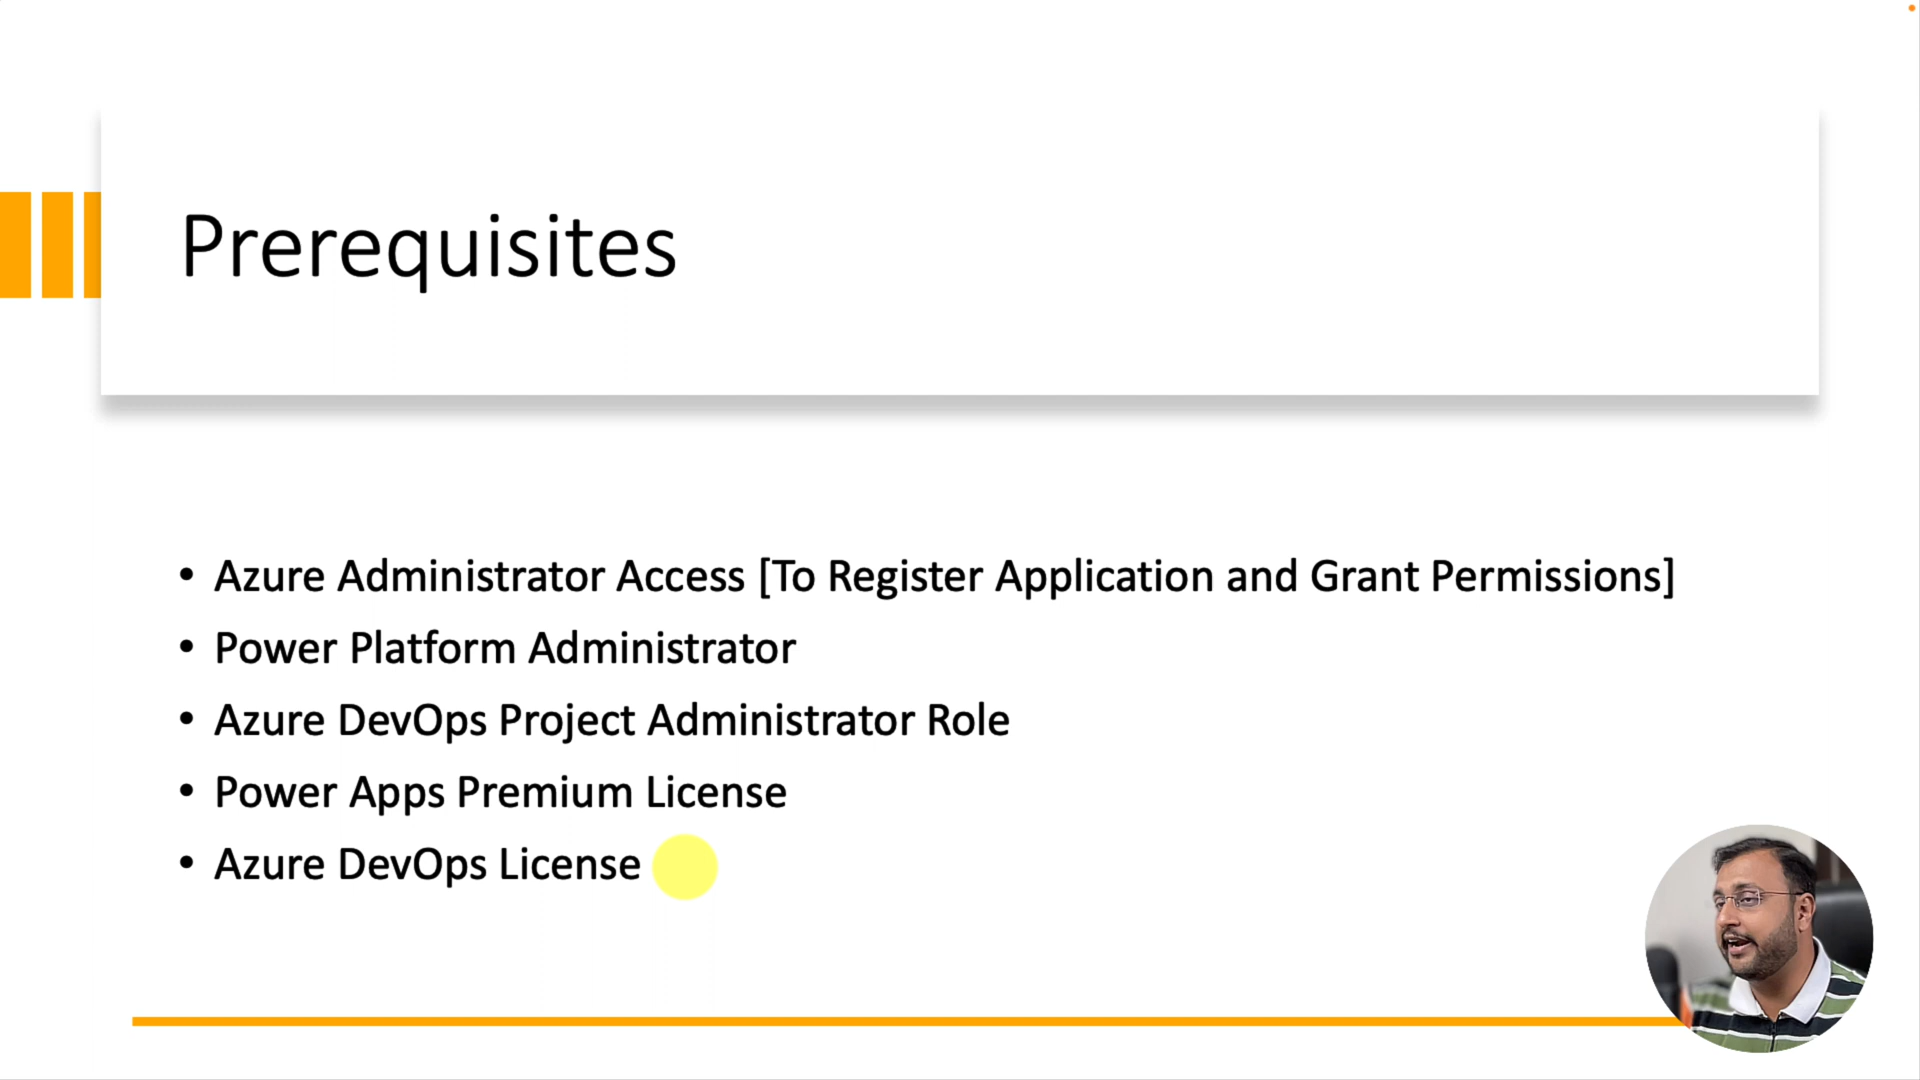 Prerequisites
• Azure Administrator Access [To Register Application and Grant Permissions]
• Power Platform Administrator
• Azure DevOps Project Administrator Role
• Power Apps Premium License
• Azure DevOps License